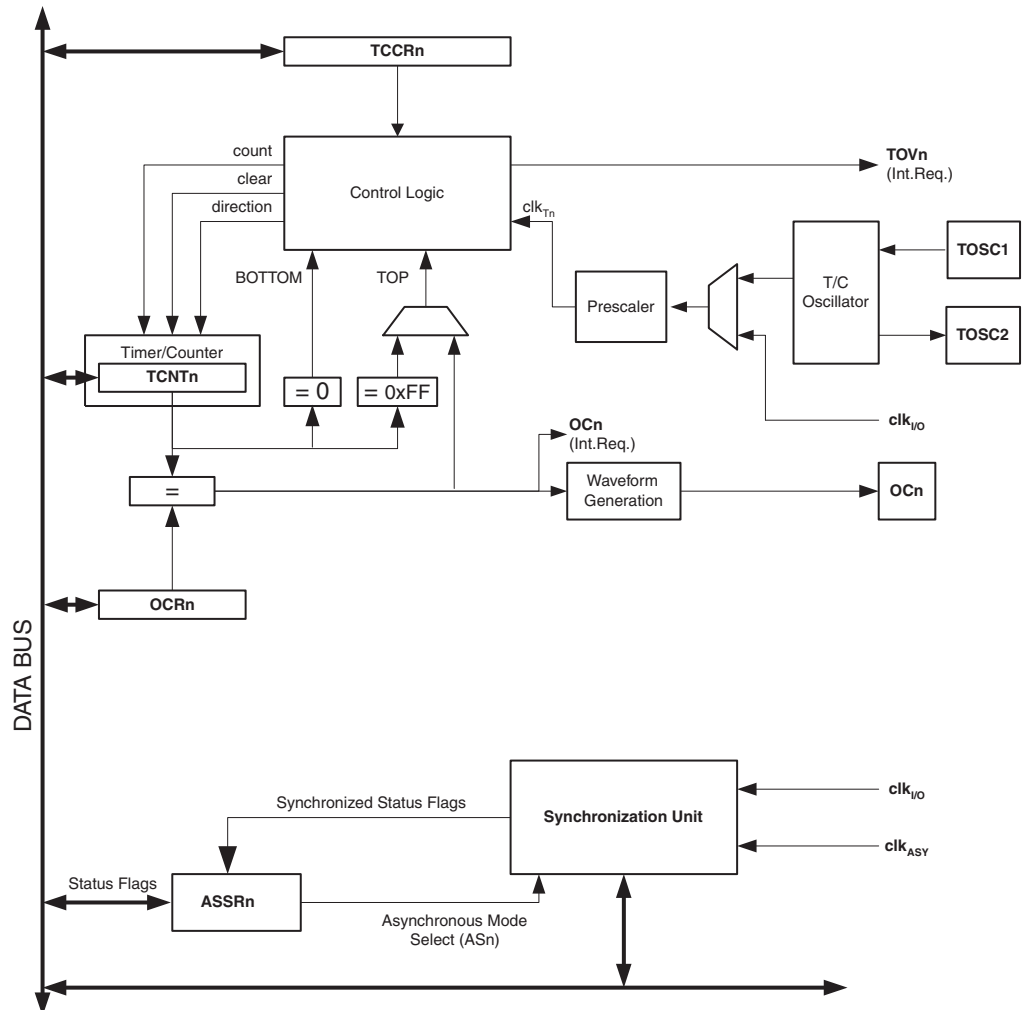 TCCRn
count
clear
direction
Control Logic
TOVn
(Int.Req.)
clkTn
BOTTOM
TOP
TOSC1
T/C
Oscillator
Prescaler
TOSC2
Timer/Counter
TCNTn
= 0
= 0xFF
clkI/O
OCn
(Int.Req.)
=
Waveform
Generation
OCn
OCRn
DATA BUS
Synchronized Status Flags
Synchronization Unit
clkI/O
clkASY
Status Flags
ASSRn
Asynchronous Mode
Select (ASn)